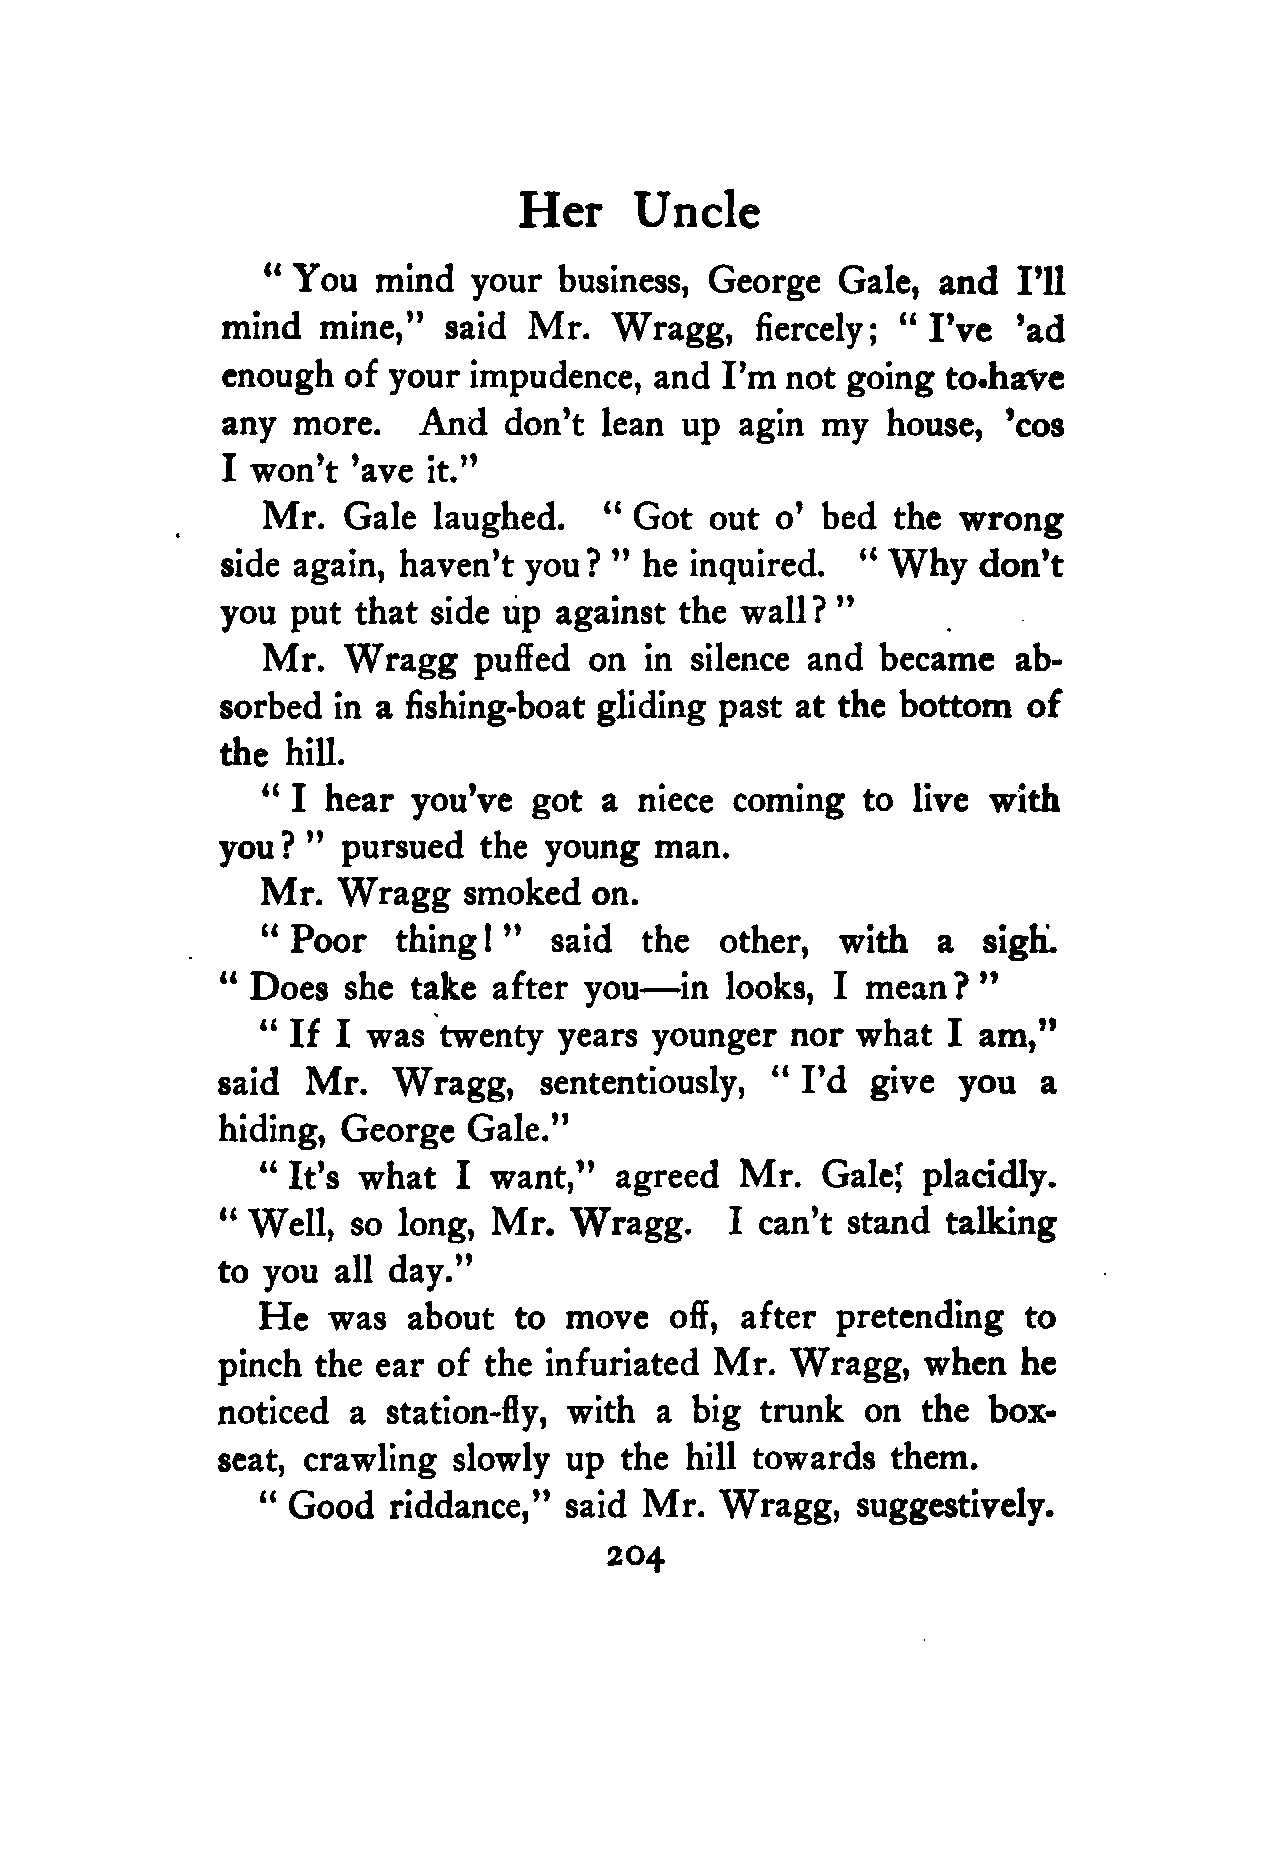 Her Uncle
“ You mind your business, George Gale, and I’ll
mind mine,” said Mr. Wragg, fiercely; “ I’ve ’ad
enough of your impudence, and I’m not going to have
any more. And don’t lean up agin my house, ’cos
I won’t ’ave it.”
Mr. Gale laughed. “ Got out o’ bed the wrong
side again, haven’t you? ” he inquired. “ Why don’t
you put that side up against the wall? ”
Mr. Wragg puffed on in silence and became ab-
sorbed in a fishing-boat gliding past at the bottom of
the hill.
“ I hear you’ve got a niece coming to live with
you? ” pursued the young man.
Mr. Wragg smoked on.
“ Poor thing! ” said the other, with a sigh.
“ Does she take after you—in looks, I mean? ”
“ If I was twenty years younger nor what I am,”
said Mr. Wragg, sententiously, “ I’d give you a
hiding, George Gale.”
“ It’s what I want,” agreed Mr. Gale, placidly.
“ Well, so long, Mr. Wragg. I can’t stand talking
to you all day.”
He was about to move off, after pretending to
pinch the ear of the infuriated Mr. Wragg, when he
noticed a station-fly, with a big trunk on the box-
seat, crawling slowly up the hill towards them.
“ Good riddance,” said Mr. Wragg, suggestively.
204